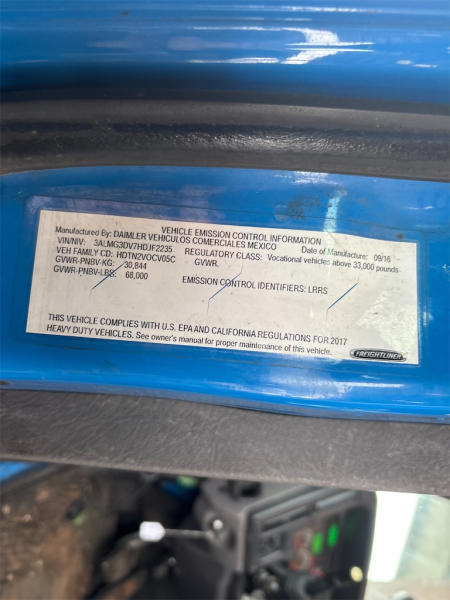 VEHICLE EMISSION CONTROL INFORMATION
Manufactured By: DAIMLER VEHICULOS COMERCIALES MEXICO Date of Manufacture: 09/16
VIN/NIV: 3ALMG3DV7HDJF2235 REGULATORY CLASS: Vocational vehicles above 33,000 pounds
VEH FAMILY CD: HDTN2VOCV05C GVWR.
GVWR-PNBV-KG: 30,844
GVWR-PNBV-LBS: 68,000 EMISSION CONTROL IDENTIFIERS: LRRS
THIS VEHICLE COMPLIES WITH U.S. EPA AND CALIFORNIA REGULATIONS FOR 2017
HEAVY DUTY VEHICLES. See owner's manual for proper maintenance of this vehicle.
FREIGHTLINER